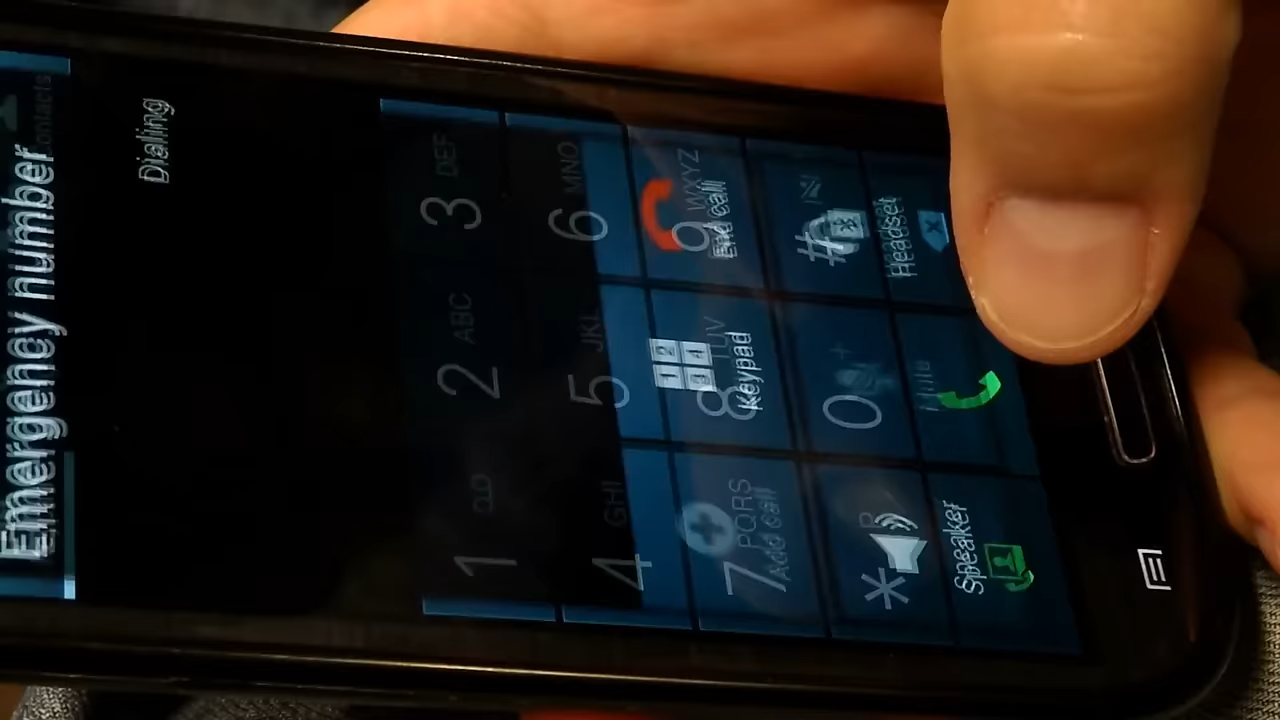 Contacts
Emergency number
Dialing
1 2 ABC 3 DEF
4 GHI 5 JKL 6 MNO
7 PQRS 8 TUV 9 WXYZ
Add call Keypad End call
* 0 + #
Speaker Headset